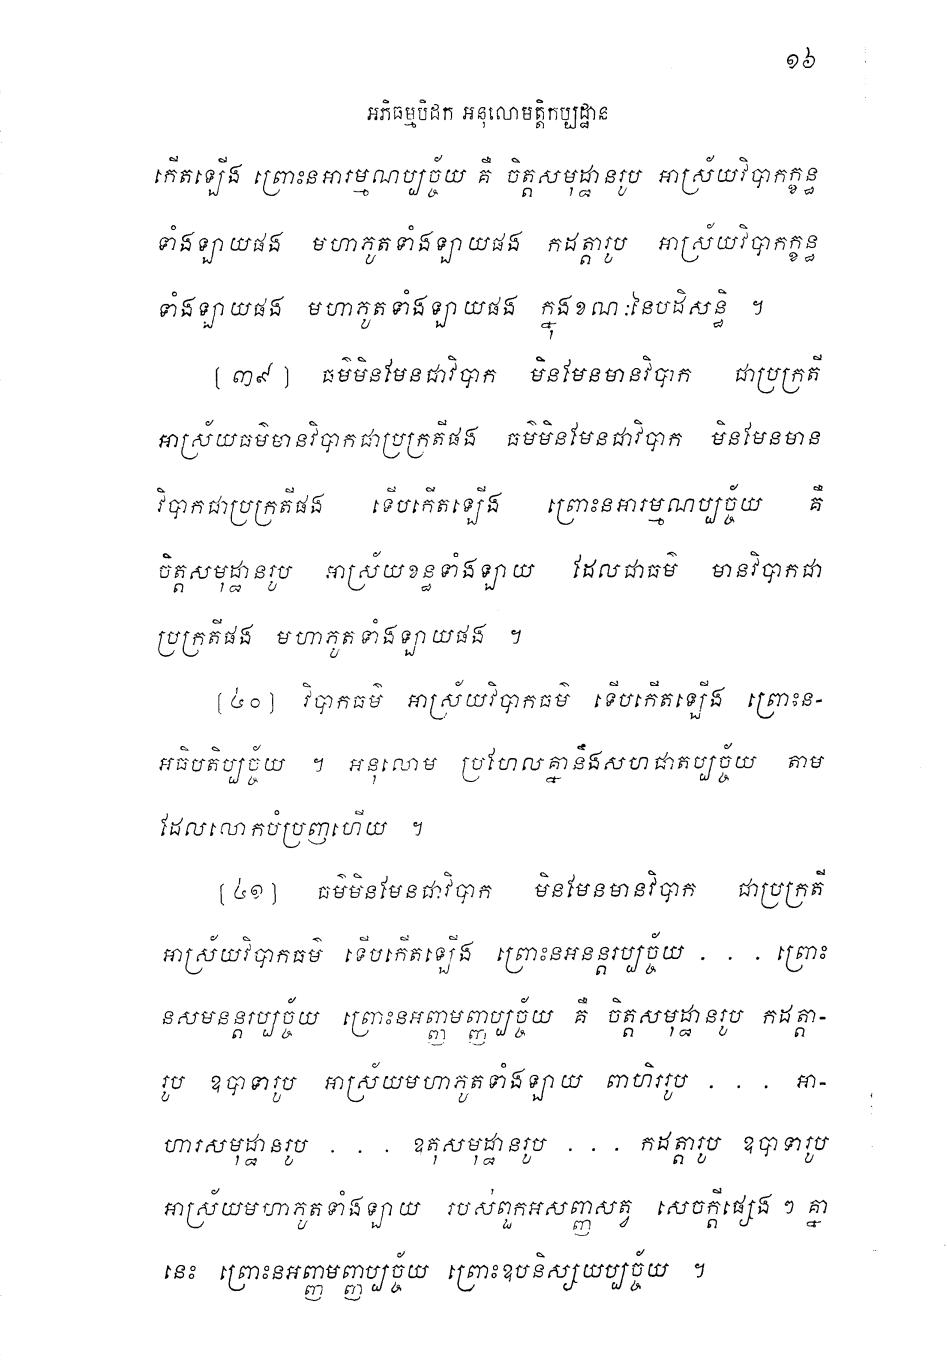 ១៦
អភិធម្មបិដក អនុលោមត្តិកប្បដ្ឋាន
កើតឡើង ព្រោះនអារម្មណប្បច្ច័យ គឺ ចិត្តសមុដ្ឋានរូប អាស្រ័យវិបាកក្ខន្ធ
ទាំងឡាយផង មហាភូតទាំងឡាយផង កដត្តារូប អាស្រ័យវិបាកក្ខន្ធ
ទាំងឡាយផង មហាភូតទាំងឡាយផង ក្នុងខណៈនៃបដិសន្ធិ ។
[៣៩] ធម៌មិនមែនជាវិបាក មិនមែនមានវិបាក ជាប្រក្រតី
អាស្រ័យធម៌មានវិបាកជាប្រក្រតីផង ធម៌មិនមែនជាវិបាក មិនមែនមាន
វិបាកជាប្រក្រតីផង ទើបកើតឡើង ព្រោះនអារម្មណប្បច្ច័យ គឺ
ចិត្តសមុដ្ឋានរូប អាស្រ័យខន្ធទាំងឡាយ ដែលជាធម៌ មានវិបាកជា
ប្រក្រតីផង មហាភូតទាំងឡាយផង ។
[៤០] វិបាកធម៌ អាស្រ័យវិបាកធម៌ ទើបកើតឡើង ព្រោះន-
អធិបតិប្បច្ច័យ ។ អនុលោម ប្រហែលគ្នានឹងសហជាតប្បច្ច័យ តាម
ដែលលោកបំប្រញហើយ ។
[៤១] ធម៌មិនមែនជាវិបាក មិនមែនមានវិបាក ជាប្រក្រតី
អាស្រ័យវិបាកធម៌ ទើបកើតឡើង ព្រោះនអនន្តរប្បច្ច័យ . . . ព្រោះ
នសមនន្តរប្បច្ច័យ ព្រោះនអញ្ញមញ្ញប្បច្ច័យ គឺ ចិត្តសមុដ្ឋានរូប កដត្តា-
រូប ឧបាទារូប អាស្រ័យមហាភូតទាំងឡាយ ពាហិររូប . . . អា-
ហារសមុដ្ឋានរូប . . . ឧតុសមុដ្ឋានរូប . . . កដត្តារូប ឧបាទារូប
អាស្រ័យមហាភូតទាំងឡាយ របស់ពួកអសញ្ញសត្វ សេចក្តីផ្សេង ៗ គ្នា
នេះ ព្រោះនអញ្ញមញ្ញប្បច្ច័យ ព្រោះឧបនិស្សយប្បច្ច័យ ។